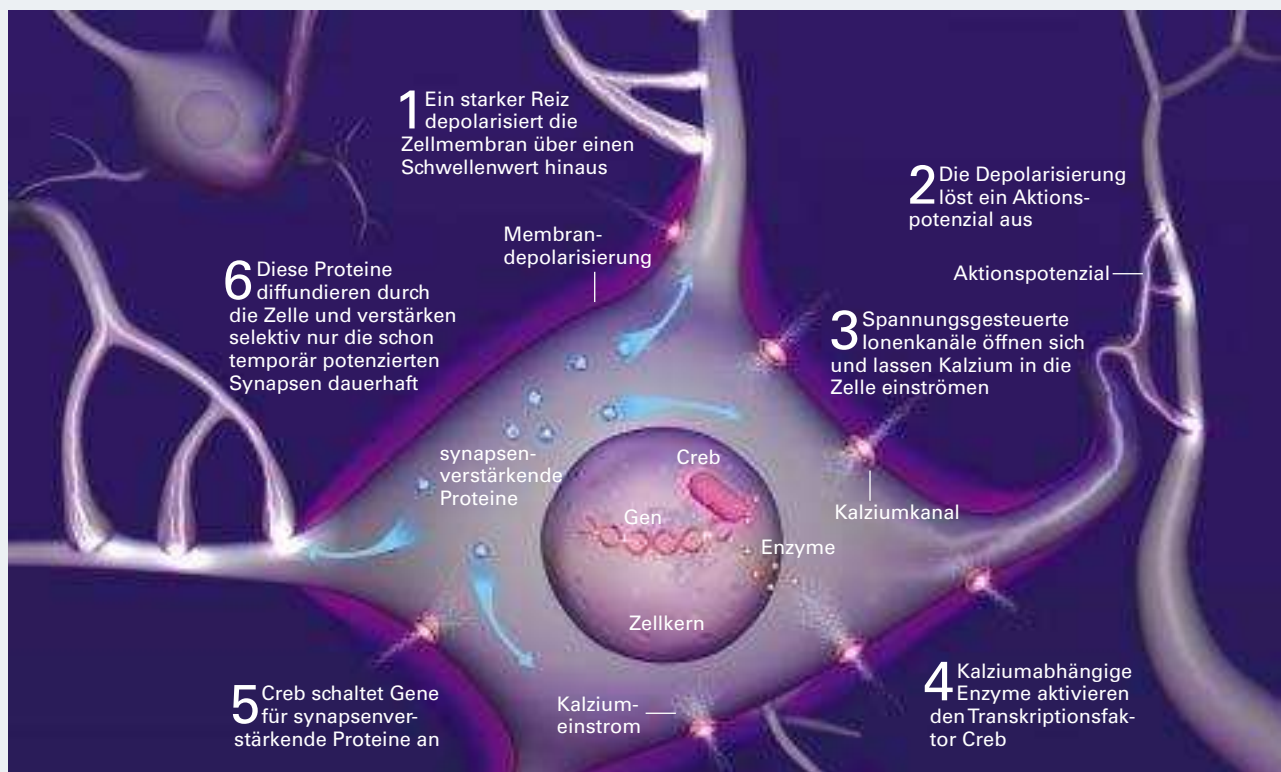 1 Ein starker Reiz
depolarisiert die
Zellmembran über einen
Schwellenwert hinaus
2 Die Depolarisierung
löst ein Aktions-
potenzial aus
Membran-
depolarisierung
Aktionspotenzial
3 Spannungsgesteuerte
Ionenkanäle öffnen sich
und lassen Kalzium in die
Zelle einströmen
6 Diese Proteine
diffundieren durch
die Zelle und verstärken
selektiv nur die schon
temporär potenzierten
Synapsen dauerhaft
synapsen-
verstärkende
Proteine
Creb
Gen
Enzyme
Zellkern
Kalziumkanal
4 Kalziumabhängige
Enzyme aktivieren
den Transkriptionsfak-
tor Creb
5 Creb schaltet Gene
für synapsenver-
stärkende Proteine an
Kalzium-
einstrom